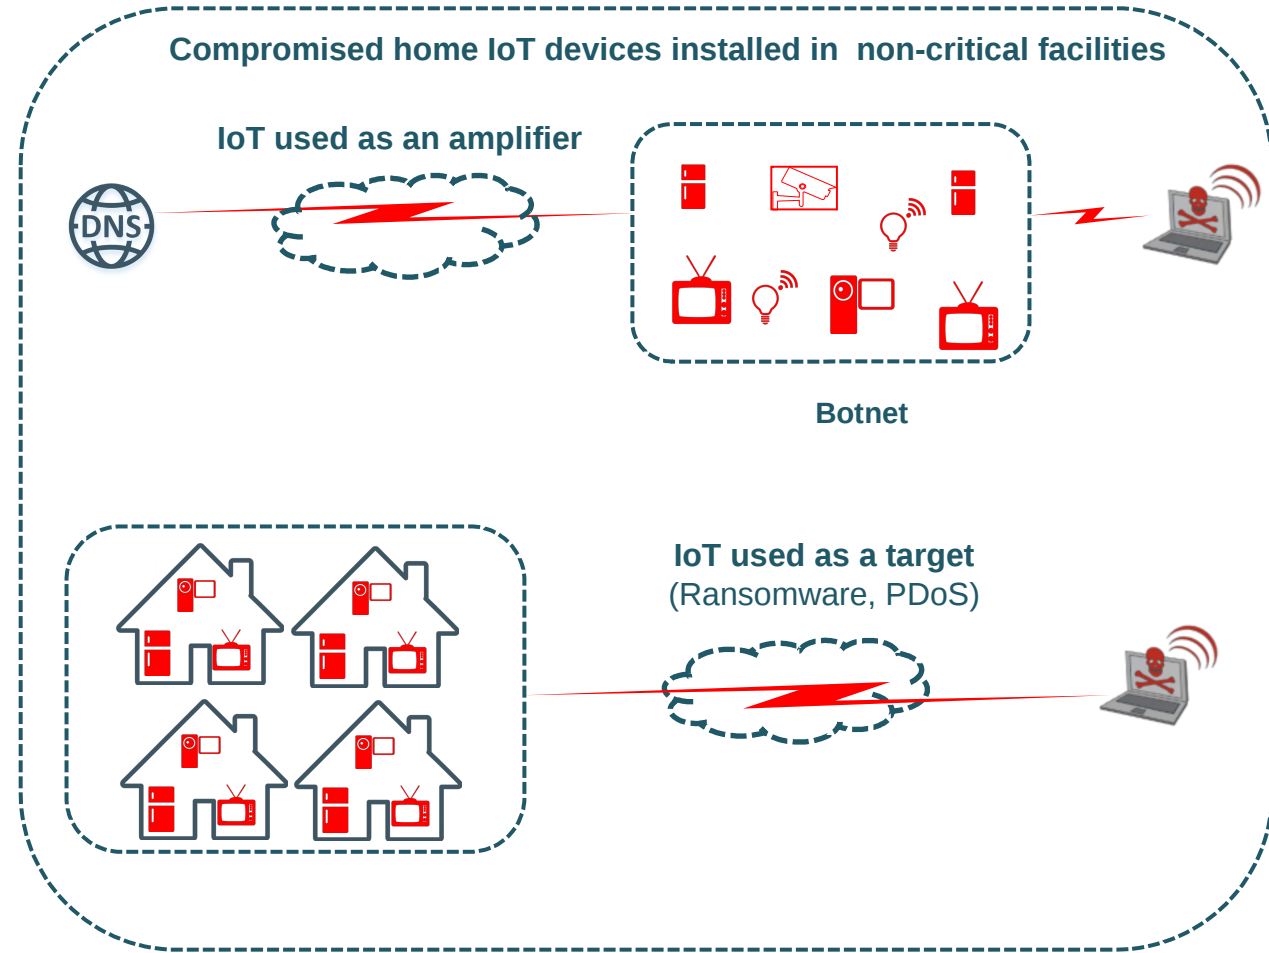 Compromised home IoT devices installed in  non-critical facilities
IoT used as an amplifier
DNS
Botnet
IoT used as a target
(Ransomware, PDoS)